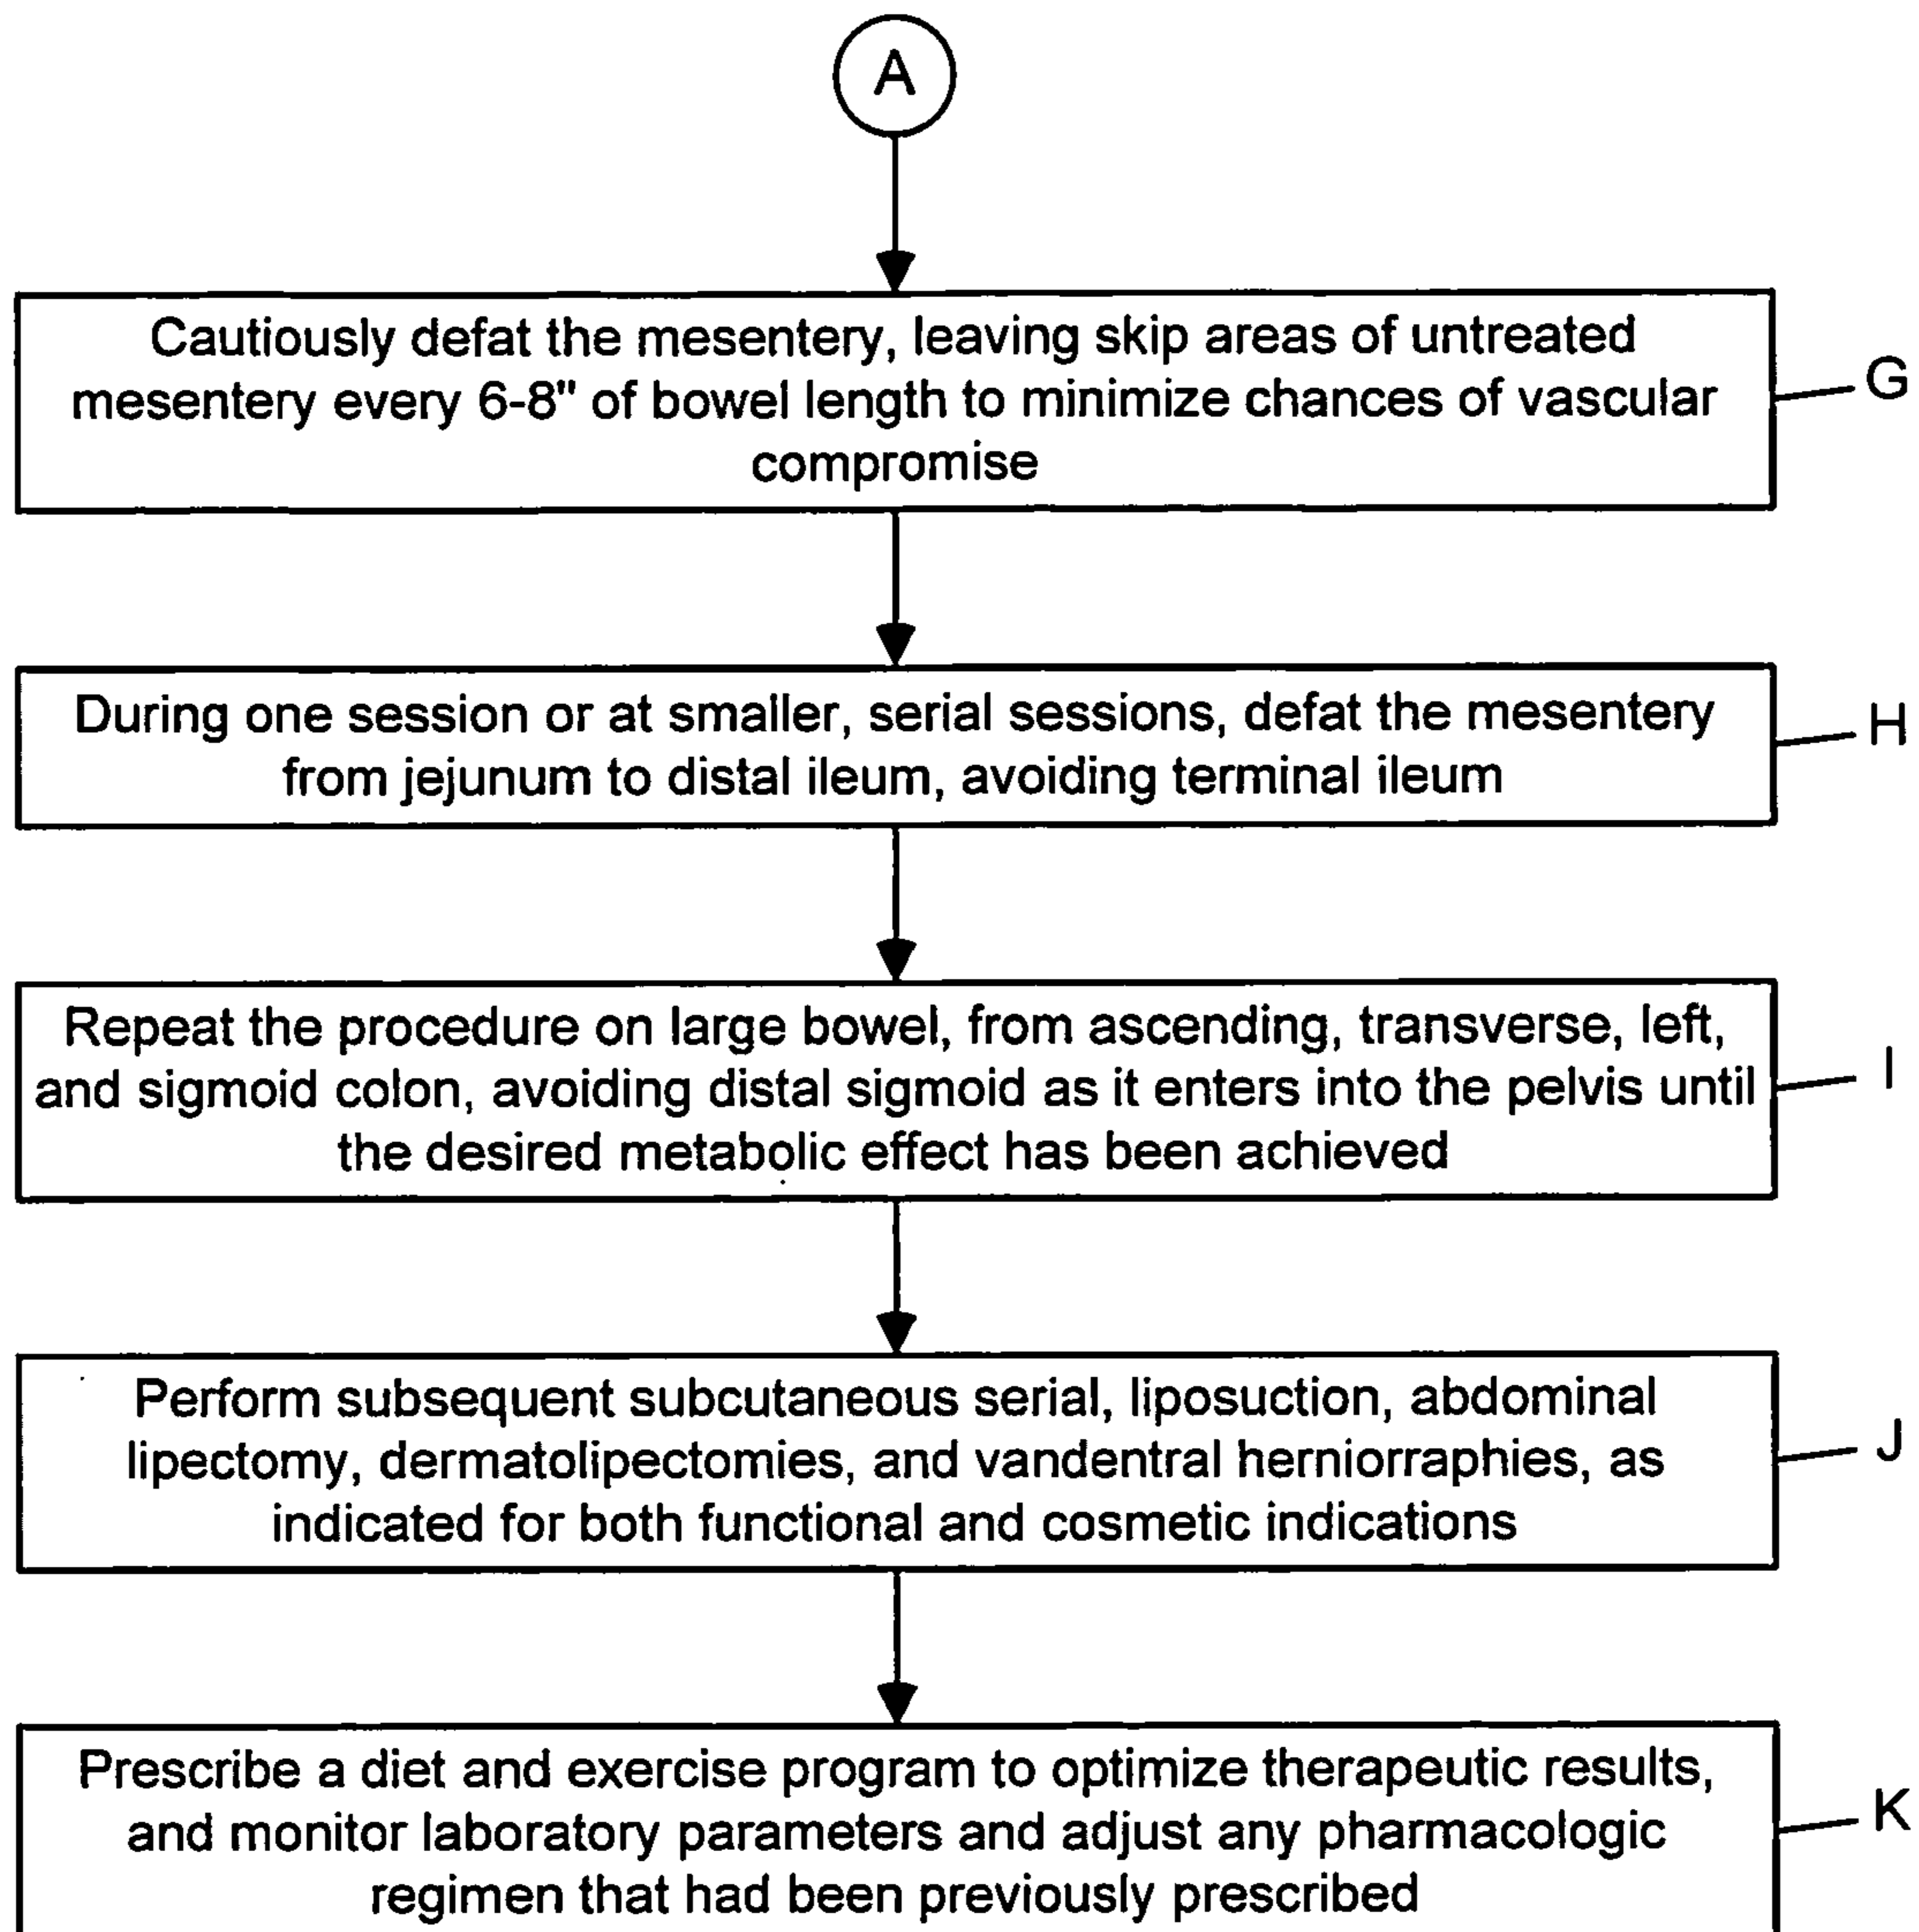 A
Cautiously defat the mesentery, leaving skip areas of untreated
mesentery every 6-8" of bowel length to minimize chances of vascular
compromise
G
During one session or at smaller, serial sessions, defat the mesentery
from jejunum to distal ileum, avoiding terminal ileum
H
Repeat the procedure on large bowel, from ascending, transverse, left,
and sigmoid colon, avoiding distal sigmoid as it enters into the pelvis until
the desired metabolic effect has been achieved
I
Perform subsequent subcutaneous serial, liposuction, abdominal
lipectomy, dermatolipectomies, and vandentral herniorraphies, as
indicated for both functional and cosmetic indications
J
Prescribe a diet and exercise program to optimize therapeutic results,
and monitor laboratory parameters and adjust any pharmacologic
regimen that had been previously prescribed
K